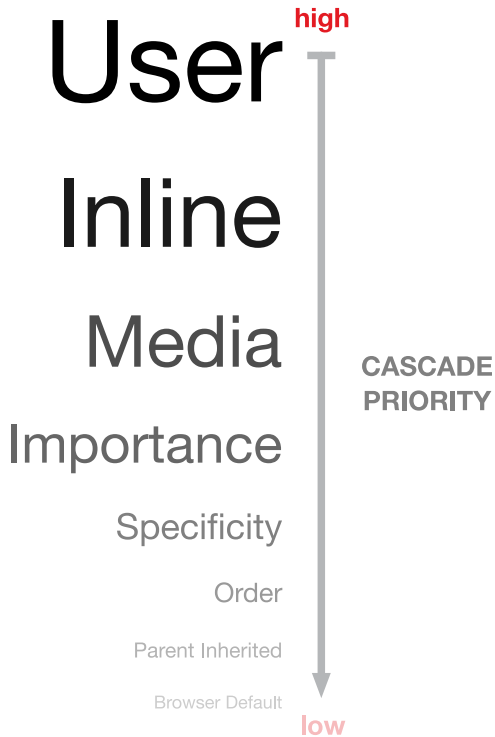 high
User
Inline
Media
CASCADE
PRIORITY
Importance
Specificity
Order
Parent Inherited
Browser Default
low